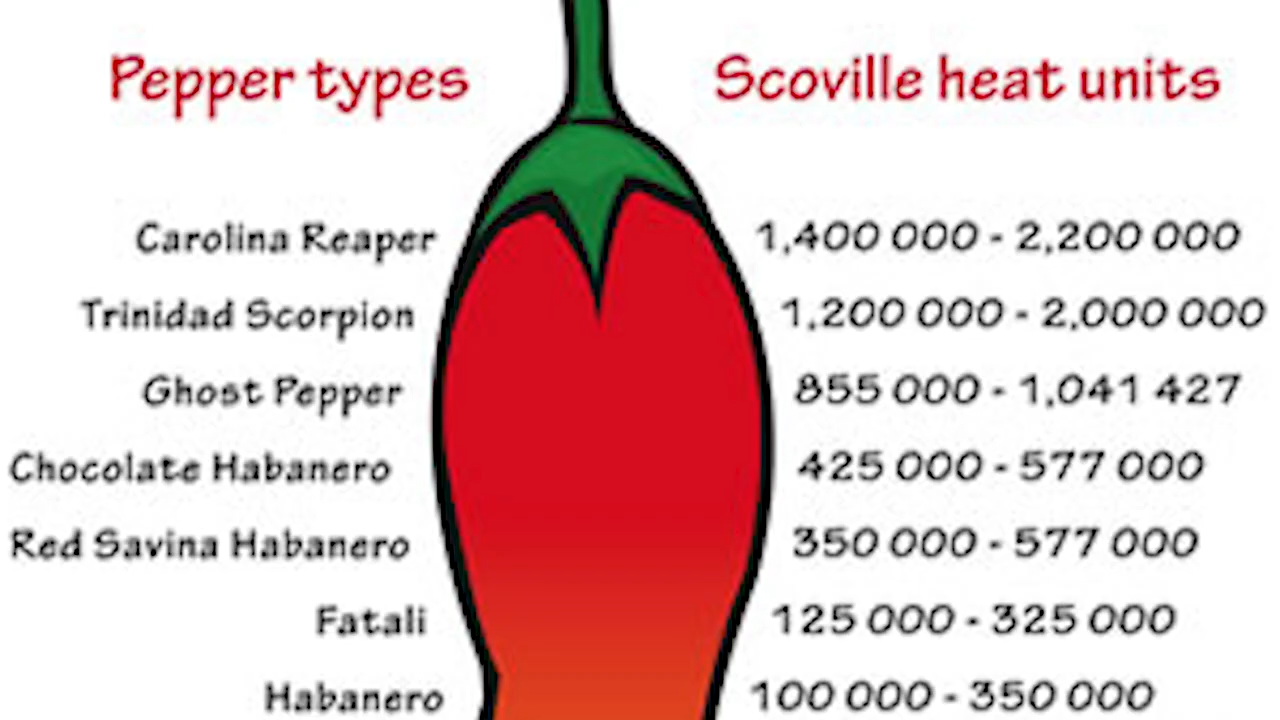 Pepper types Scoville heat units
Carolina Reaper 1,400 000 - 2,200 000
Trinidad Scorpion 1,200 000 - 2,000 000
Ghost Pepper 855 000 - 1,041 427
Chocolate Habanero 425 000 - 577 000
Red Savina Habanero 350 000 - 577 000
Fatali 125 000 - 325 000
Habanero 100 000 - 350 000